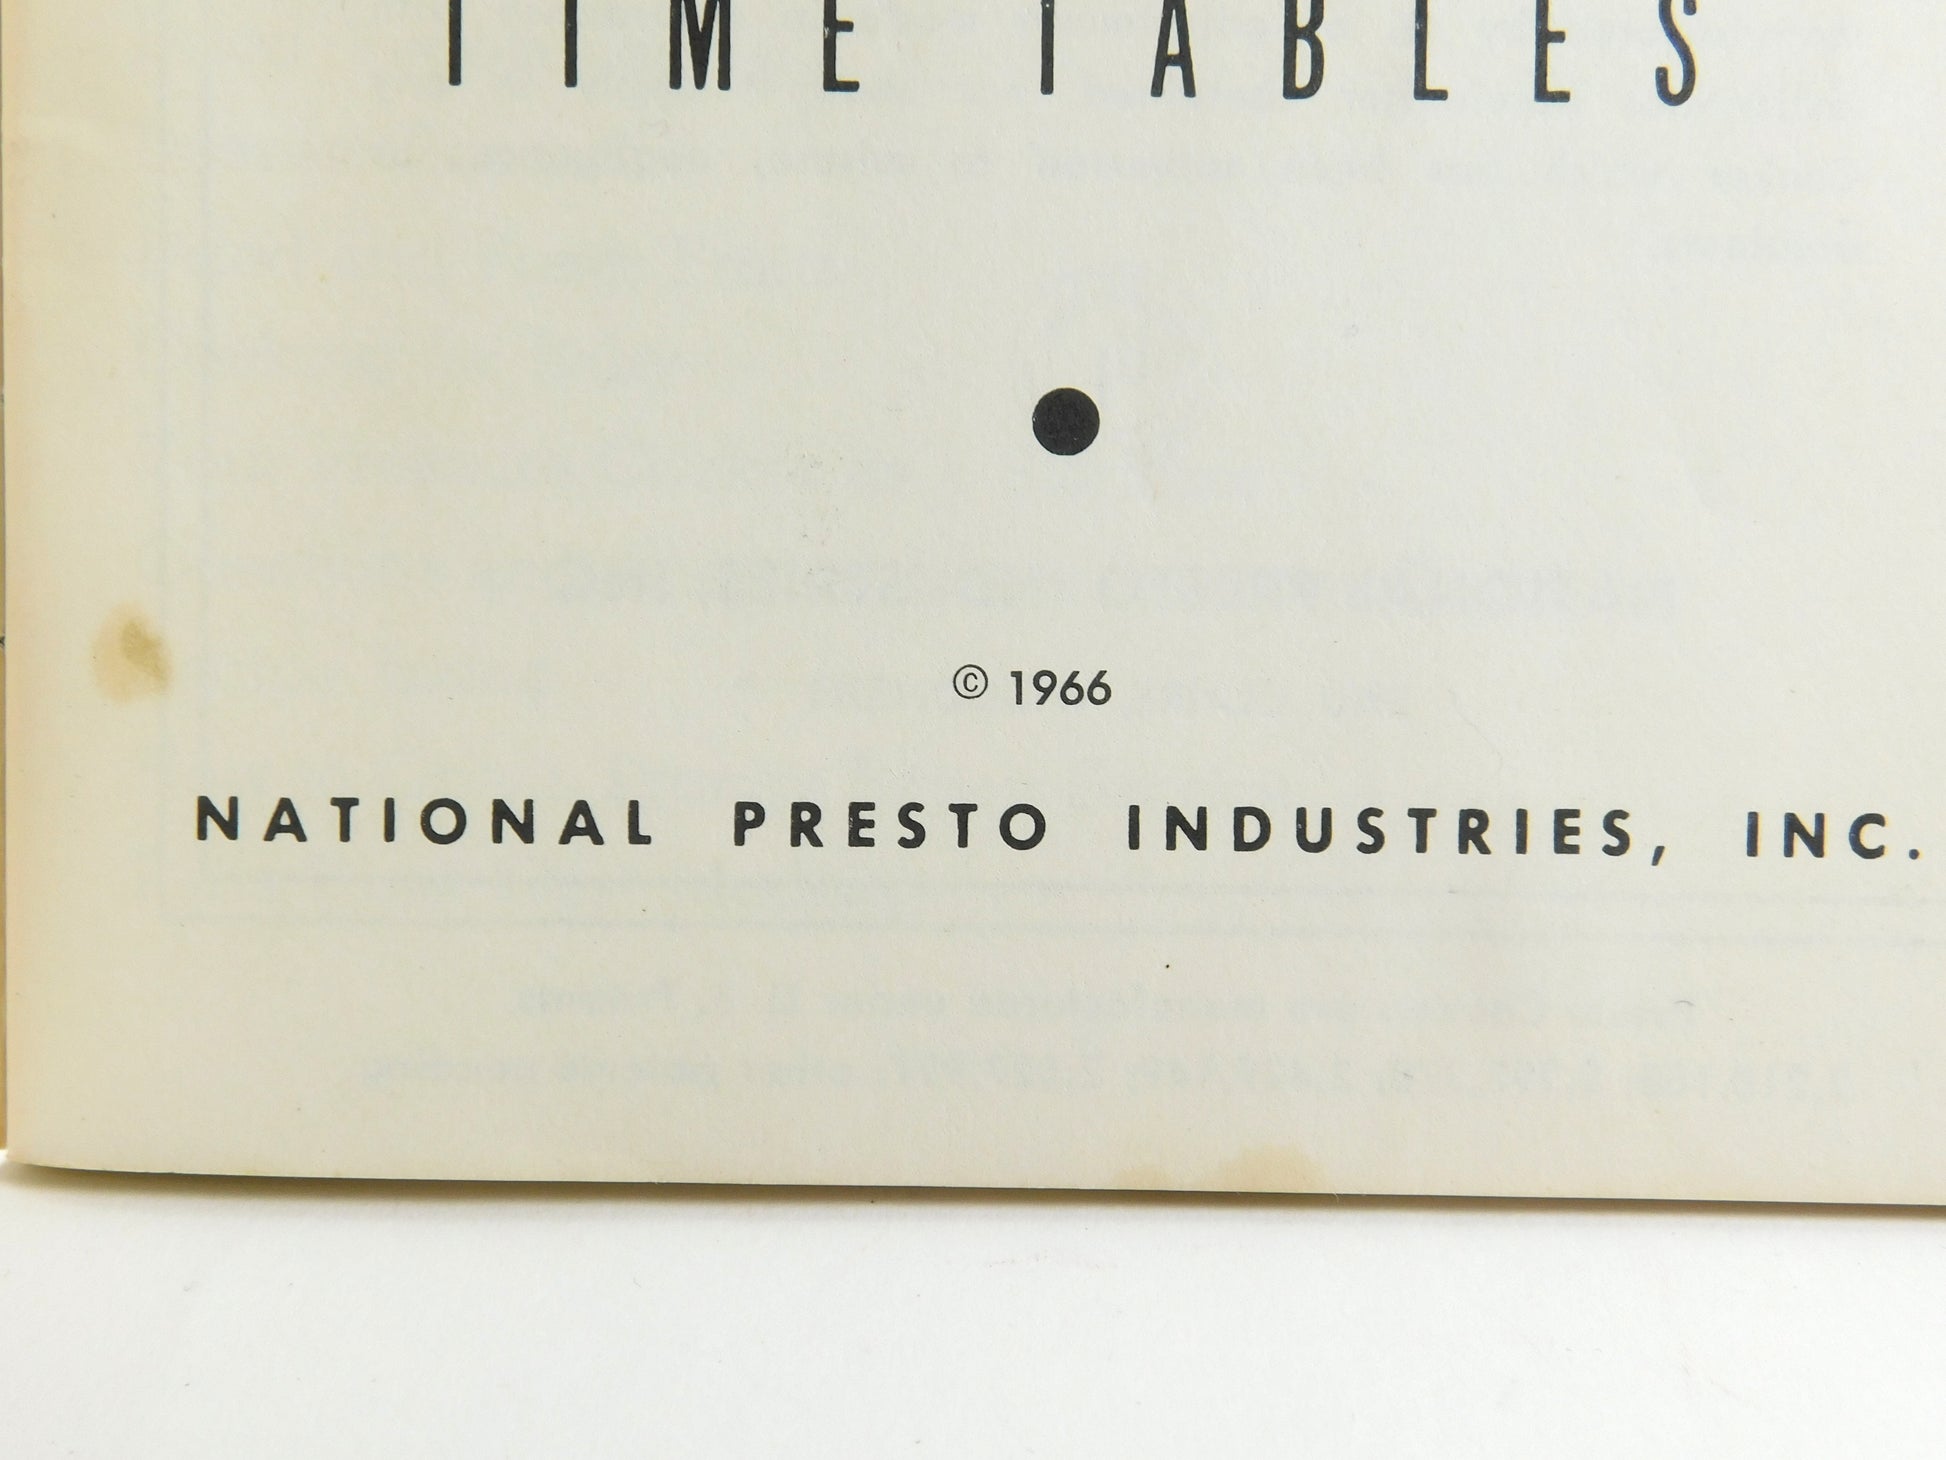 TIME TABLES
© 1966
NATIONAL PRESTO INDUSTRIES, INC.